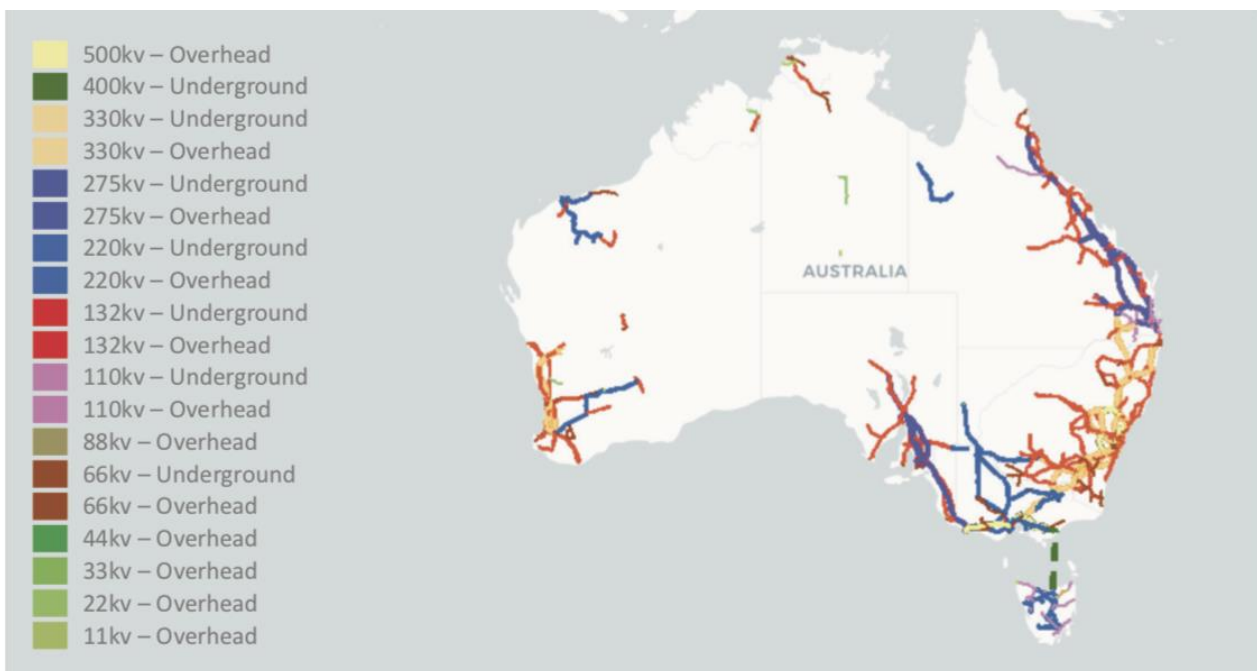 500kv – Overhead
400kv – Underground
330kv – Underground
330kv – Overhead
275kv – Underground
275kv – Overhead
220kv – Underground
220kv – Overhead
132kv – Underground
132kv – Overhead
110kv – Underground
110kv – Overhead
88kv – Overhead
66kv – Underground
66kv – Overhead
44kv – Overhead
33kv – Overhead
22kv – Overhead
11kv – Overhead
AUSTRALIA